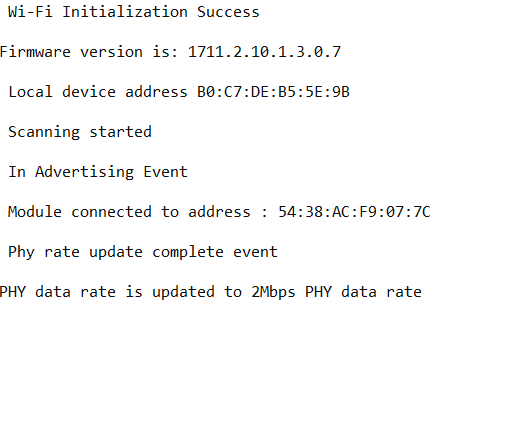 Wi-Fi Initialization Success
Firmware version is: 1711.2.10.1.3.0.7
Local device address B0:C7:DE:B5:5E:9B
Scanning started
In Advertising Event
Module connected to address : 54:38:AC:F9:07:7C
Phy rate update complete event
PHY data rate is updated to 2Mbps PHY data rate